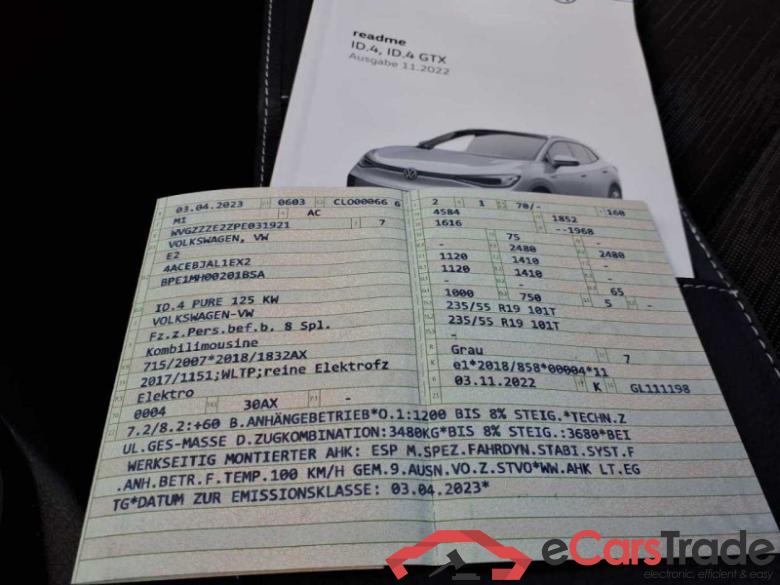 readme
ID.4, ID.4 GTX
Ausgabe 11.2022
03.04.2023 0603 CLO00066 6
MI AC
WVGZZZE2ZPE031921 7
VOLKSWAGEN, VW
E2
4ACEBJAL1EX2
BPE1MH00201BSA
ID.4 PURE 125 KW
VOLKSWAGEN-VW
Fz.z.Pers.bef.b. 8 Spl.
Kombilimousine
715/2007*2018/1832AX
2017/1151;WLTP;reine Elektrofz
Elektro
0004 30AX -
2 1 70/- 160
4584 1852
1616 --1968
- 75 -
- 2480 2480
1120 1410 -
1120 1410 -
- - 65
1000 750 5 -
235/55 R19 101T
235/55 R19 101T
-
Grau 7
e1*2018/858*00004*11
03.11.2022 K GL111198
7.2/8.2:+60 B.ANHÄNGEBETRIEB*O.1:1200 BIS 8% STEIG.*TECHN.Z
UL.GES-MASSE D.ZUGKOMBINATION:3480KG*BIS 8% STEIG.:3680*BEI
WERKSEITIG MONTIERTER AHK: ESP M.SPEZ.FAHRDYN.STABI.SYST.F
.ANH.BETR.F.TEMP.100 KM/H GEM.9.AUSN.VO.Z.STVO*WW.AHK LT.EG
TG*DATUM ZUR EMISSIONSKLASSE: 03.04.2023*
eCarsTrade
electronic, efficient & easy